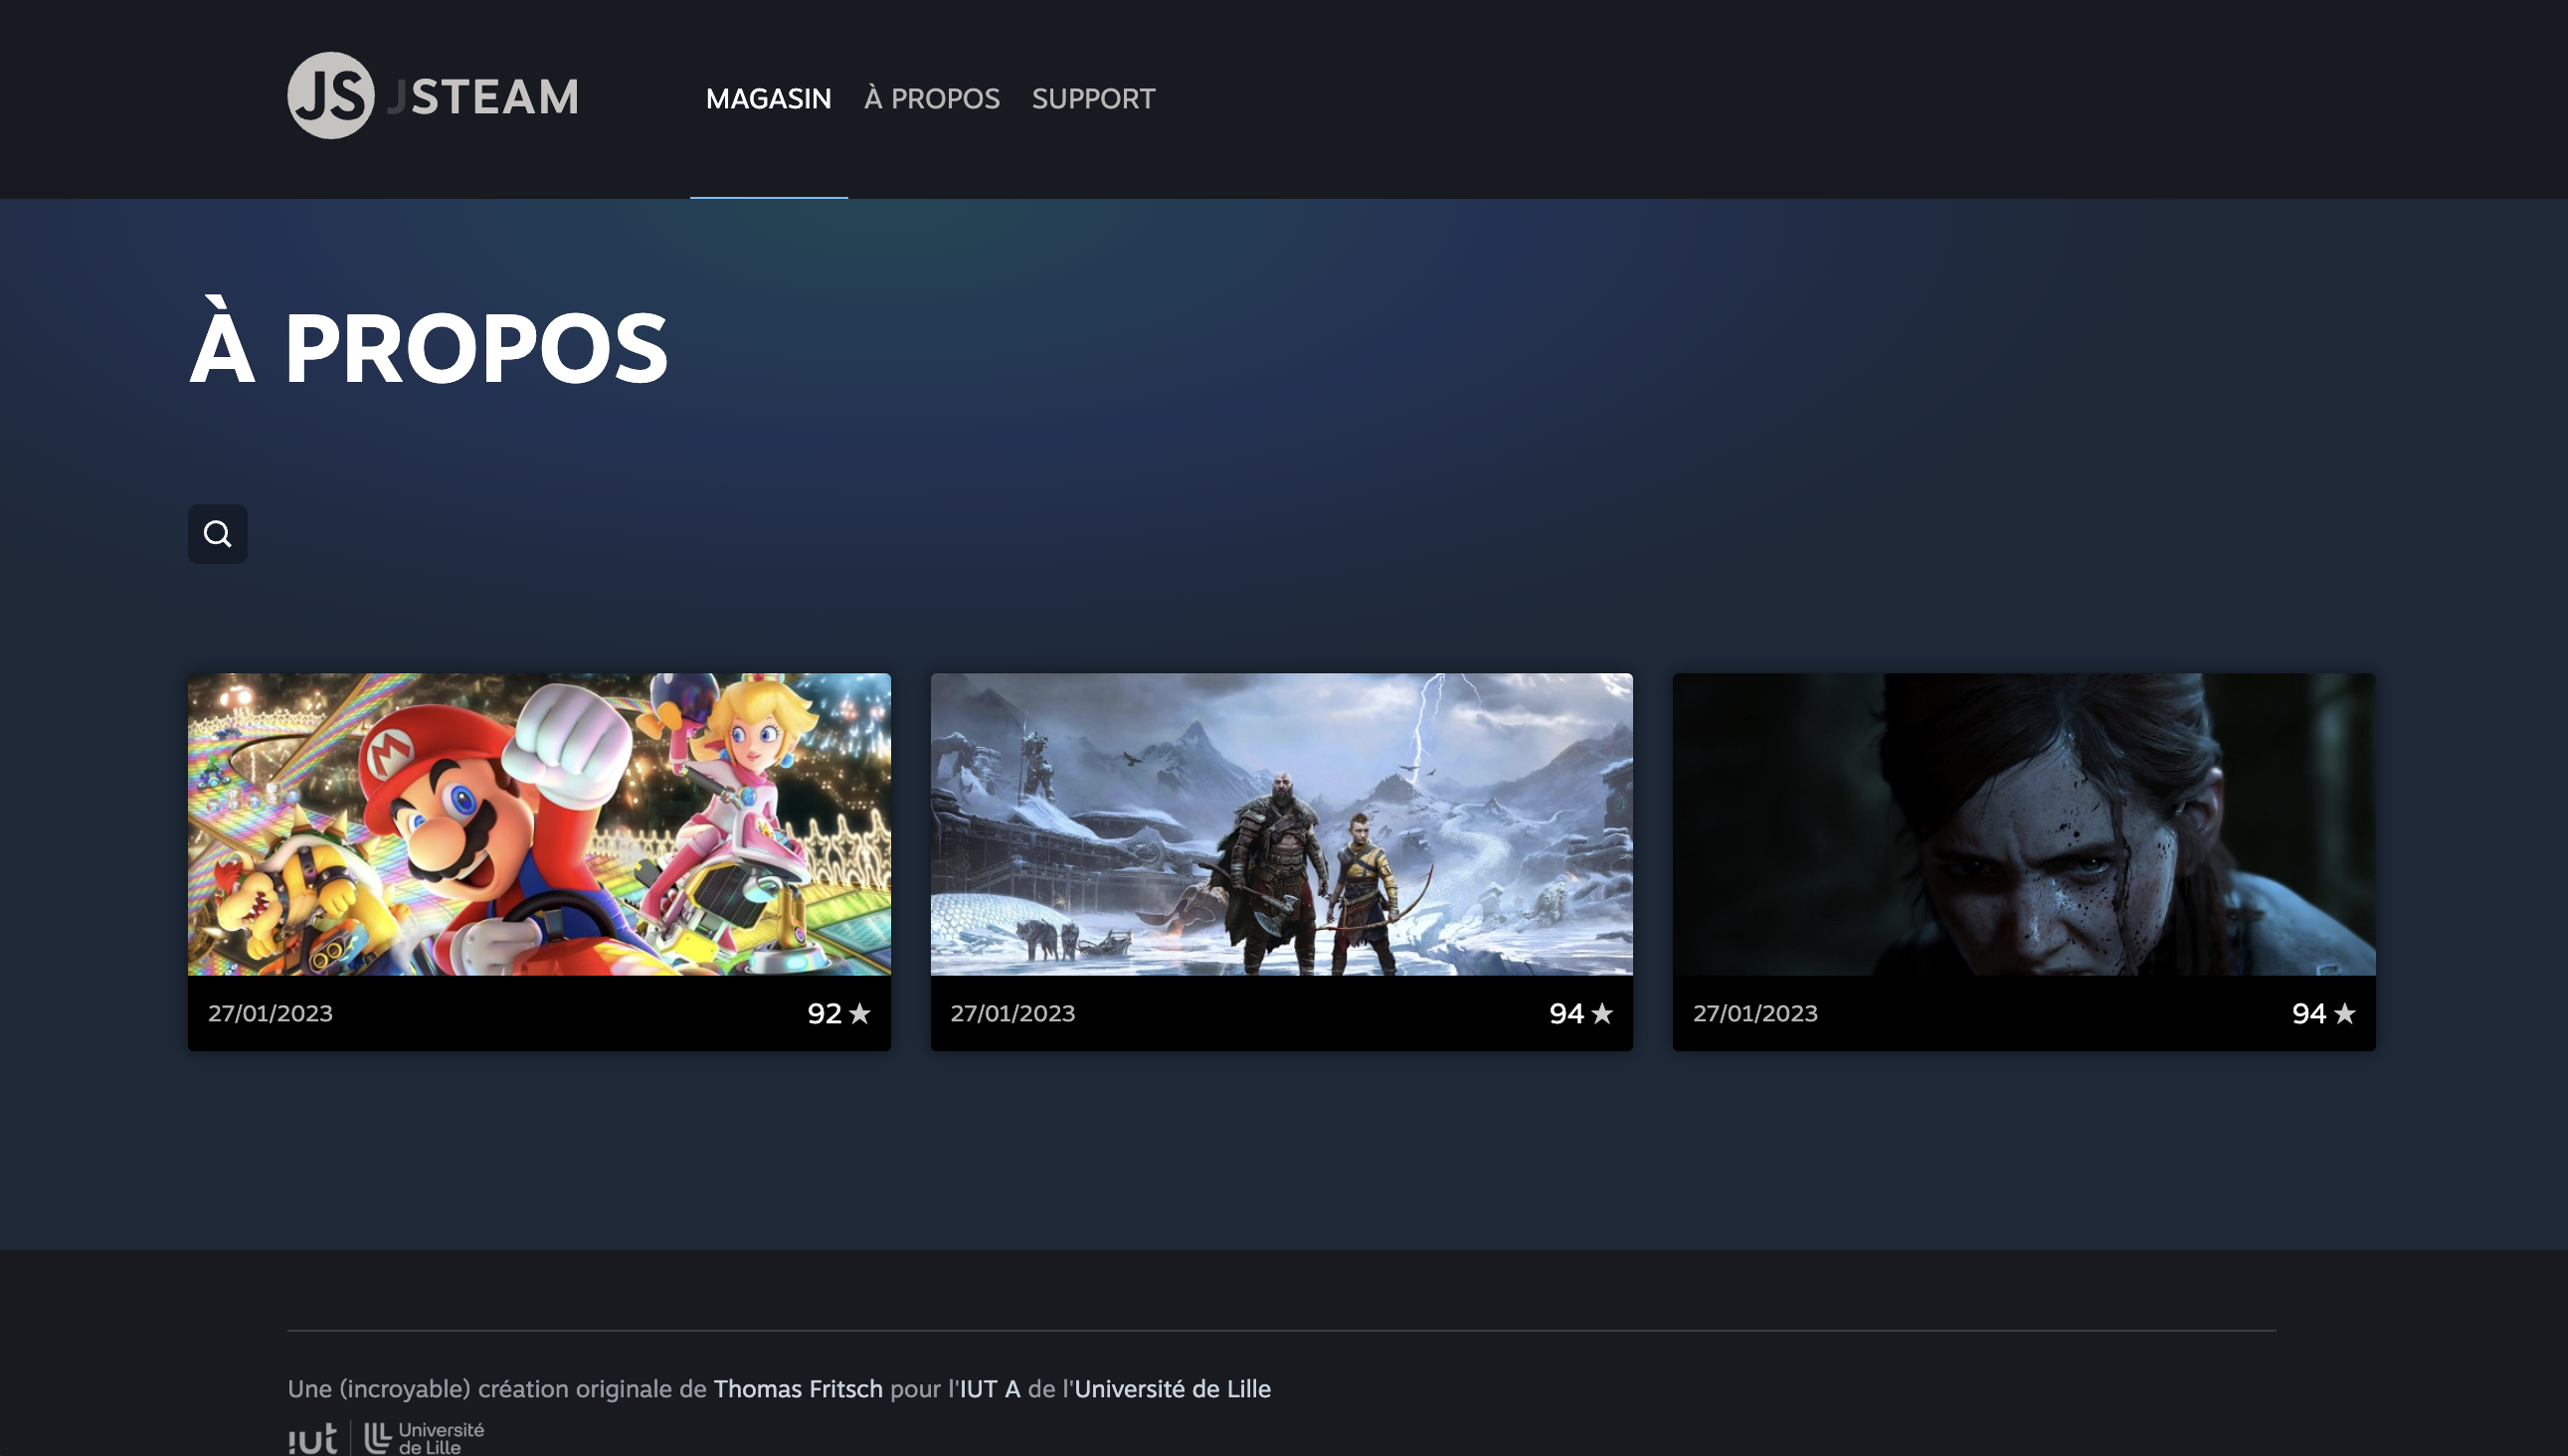 JS JSTEAM
MAGASIN À PROPOS SUPPORT
À PROPOS
M
27/01/2023 92 ★
27/01/2023 94 ★
27/01/2023 94 ★
Une (incroyable) création originale de Thomas Fritsch pour l'IUT A de l'Université de Lille
iut Université
de Lille